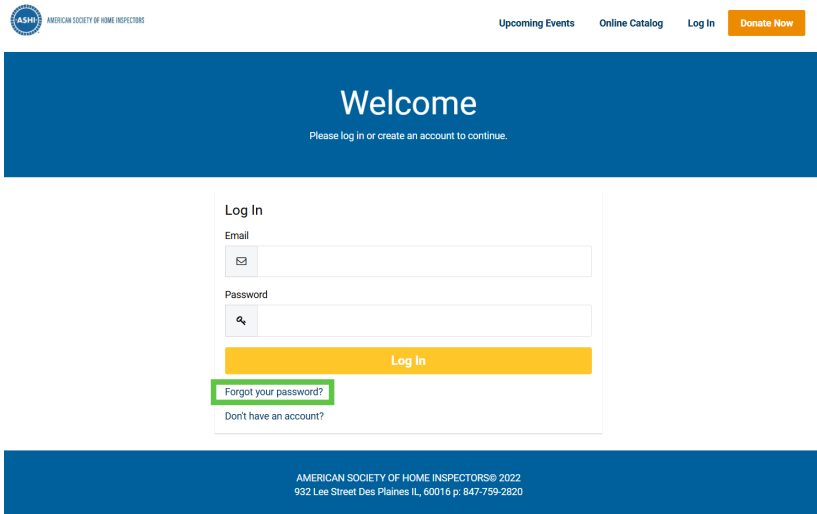 ASHI AMERICAN SOCIETY OF HOME INSPECTORS
Upcoming Events Online Catalog Log In Donate Now
Welcome
Please log in or create an account to continue.
Log In
Email
Password
Log In
Forgot your password?
Don't have an account?
AMERICAN SOCIETY OF HOME INSPECTORS® 2022
932 Lee Street Des Plaines IL, 60016 p: 847-759-2820